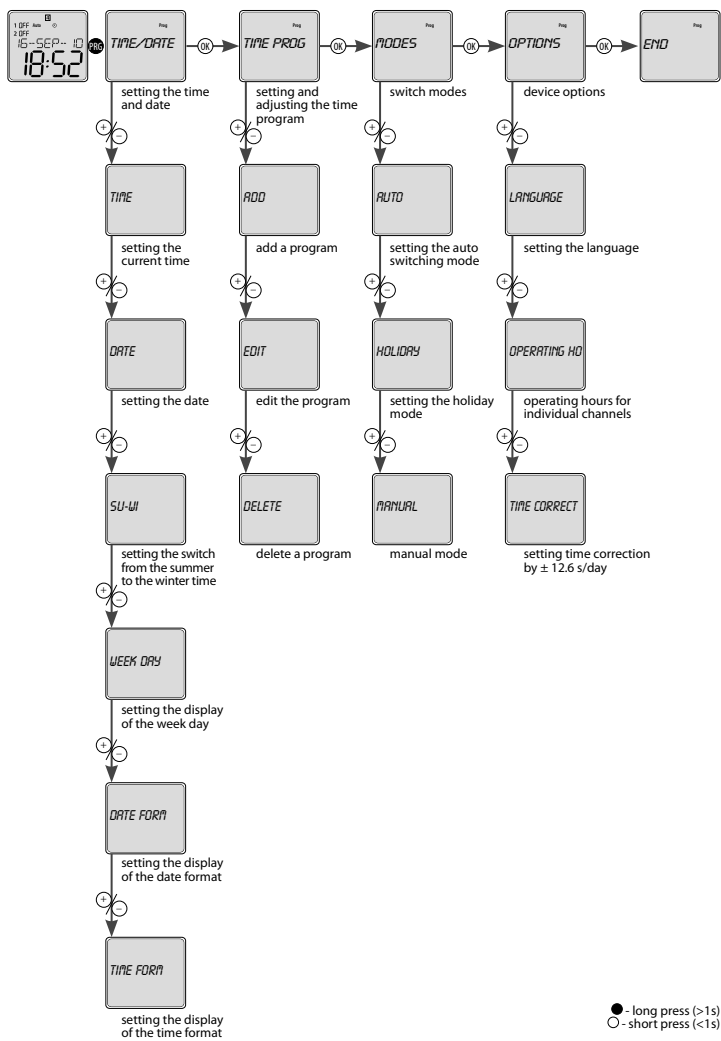 1 OFF Auto
2 OFF
16-SEP-10
18:52
PRG
Prog
TIME/DATE
OK
Prog
TIME PROG
OK
Prog
MODES
OK
Prog
OPTIONS
OK
Prog
END
setting the time
and date
setting and
adjusting the time
program
switch modes
device options
+
−
+
−
+
−
+
−
TIME
ADD
AUTO
LANGUAGE
setting the
current time
add a program
setting the auto
switching mode
setting the language
+
−
+
−
+
−
+
−
DATE
EDIT
HOLIDAY
OPERATING HO
setting the date
edit the program
setting the holiday
mode
operating hours for
individual channels
+
−
+
−
+
−
+
−
SU-WI
DELETE
MANUAL
TIME CORRECT
setting the switch
from the summer
to the winter time
delete a program
manual mode
setting time correction
by ± 12.6 s/day
+
−
WEEK DAY
setting the display
of the week day
+
−
DATE FORM
setting the display
of the date format
+
−
TIME FORM
setting the display
of the time format
- long press (>1s)
- short press (<1s)